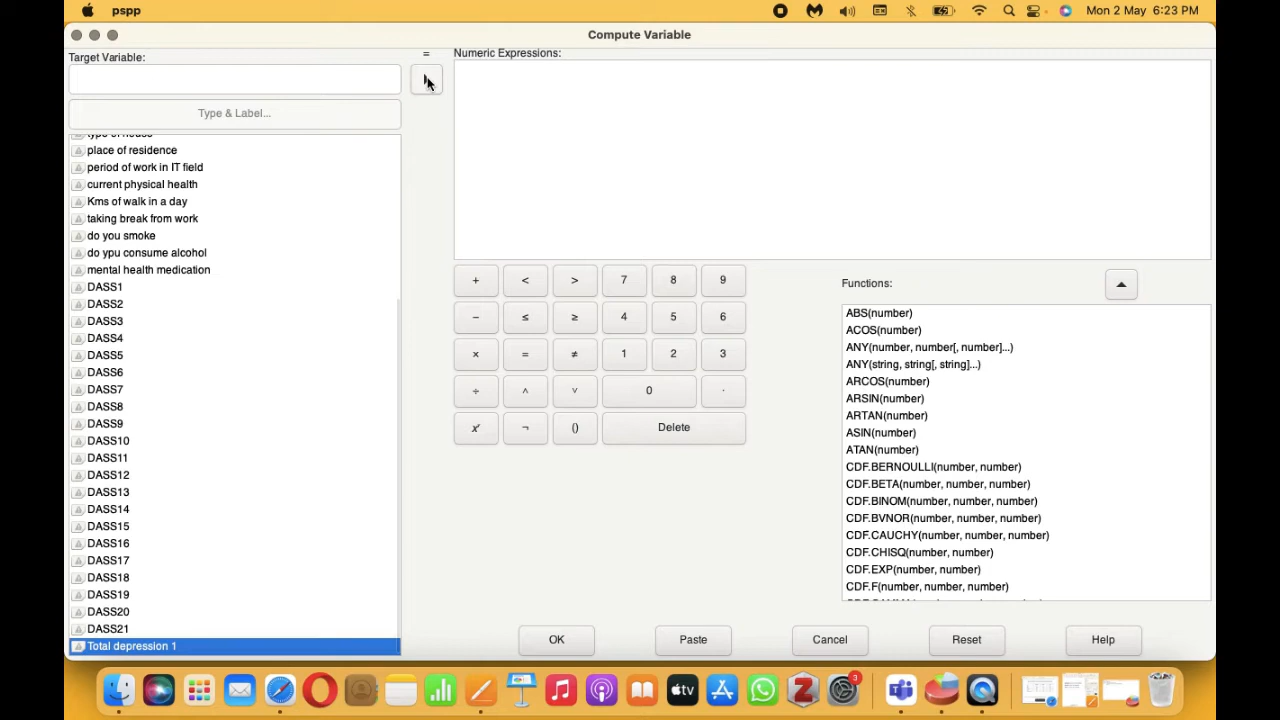 pspp
Mon 2 May 6:23 PM
Compute Variable
Target Variable:
=
Numeric Expressions:
Type & Label...
type of house
place of residence
period of work in IT field
current physical health
Kms of walk in a day
taking break from work
do you smoke
do ypu consume alcohol
mental health medication
DASS1
DASS2
DASS3
DASS4
DASS5
DASS6
DASS7
DASS8
DASS9
DASS10
DASS11
DASS12
DASS13
DASS14
DASS15
DASS16
DASS17
DASS18
DASS19
DASS20
DASS21
Total depression 1
+ < > 7 8 9
− ≤ ≥ 4 5 6
× = ≠ 1 2 3
÷ ^ v 0 ·
xʸ ¬ () Delete
Functions:
ABS(number)
ACOS(number)
ANY(number, number[, number]...)
ANY(string, string[, string]...)
ARCOS(number)
ARSIN(number)
ARTAN(number)
ASIN(number)
ATAN(number)
CDF.BERNOULLI(number, number)
CDF.BETA(number, number, number)
CDF.BINOM(number, number, number)
CDF.BVNOR(number, number, number)
CDF.CAUCHY(number, number, number)
CDF.CHISQ(number, number)
CDF.EXP(number, number)
CDF.F(number, number, number)
OK Paste Cancel Reset Help
tv
3